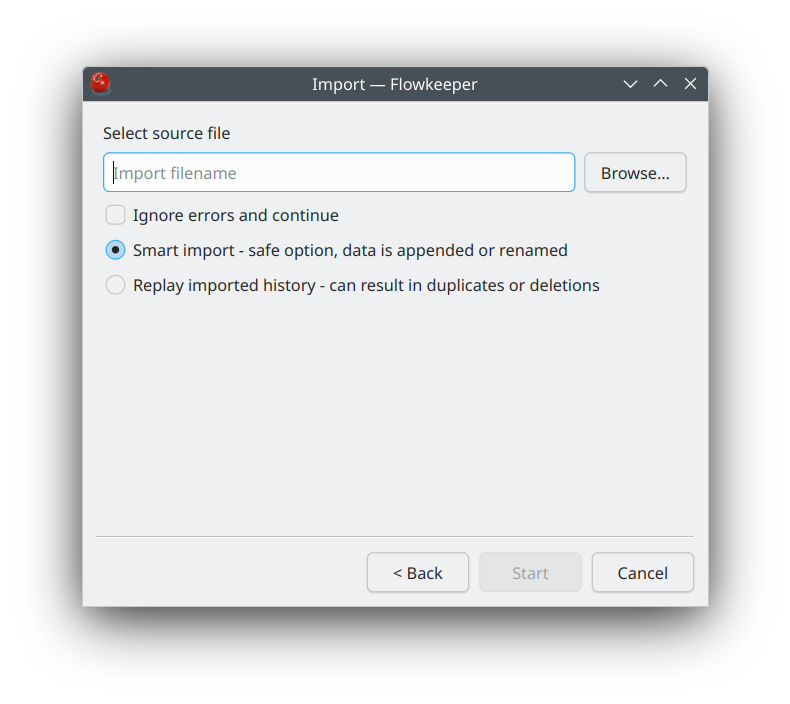 Import — Flowkeeper
Select source file
Import filename
Browse...
Ignore errors and continue
Smart import - safe option, data is appended or renamed
Replay imported history - can result in duplicates or deletions
< Back
Start
Cancel